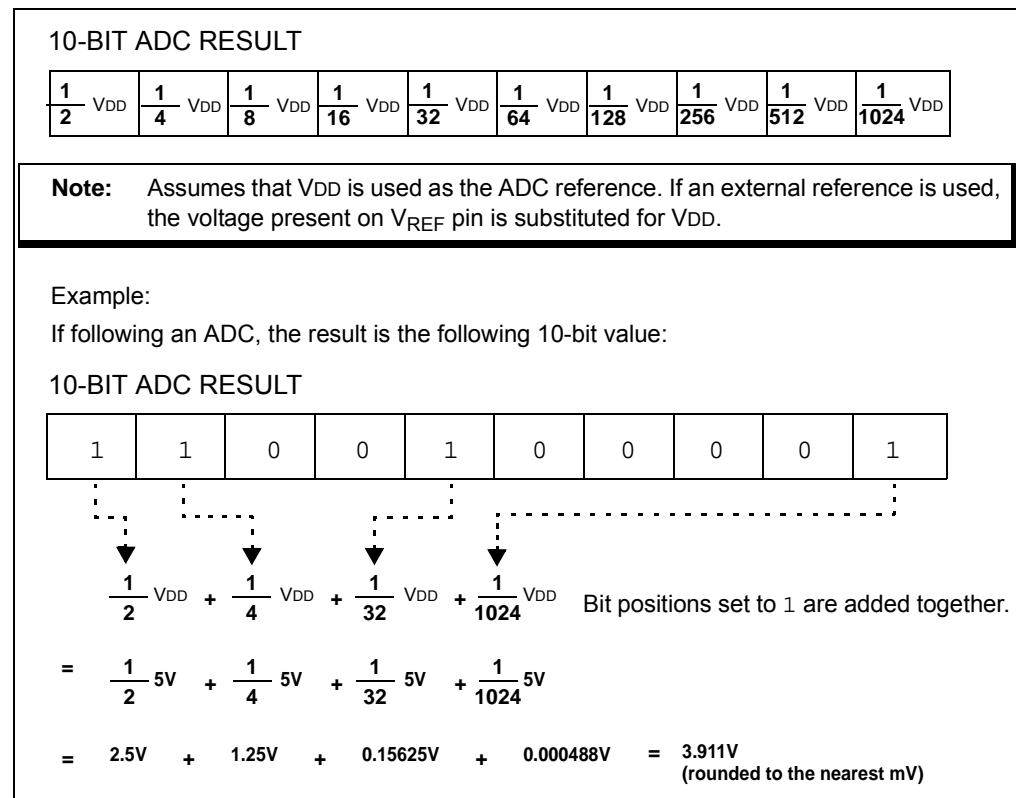 10-BIT ADC RESULT
1/2 VDD 1/4 VDD 1/8 VDD 1/16 VDD 1/32 VDD 1/64 VDD 1/128 VDD 1/256 VDD 1/512 VDD 1/1024 VDD
Note: Assumes that VDD is used as the ADC reference. If an external reference is used,
the voltage present on VREF pin is substituted for VDD.
Example:
If following an ADC, the result is the following 10-bit value:
10-BIT ADC RESULT
1 1 0 0 1 0 0 0 0 1
1/2 VDD + 1/4 VDD + 1/32 VDD + 1/1024 VDD Bit positions set to 1 are added together.
= 1/2 5V + 1/4 5V + 1/32 5V + 1/1024 5V
= 2.5V + 1.25V + 0.15625V + 0.000488V = 3.911V
(rounded to the nearest mV)